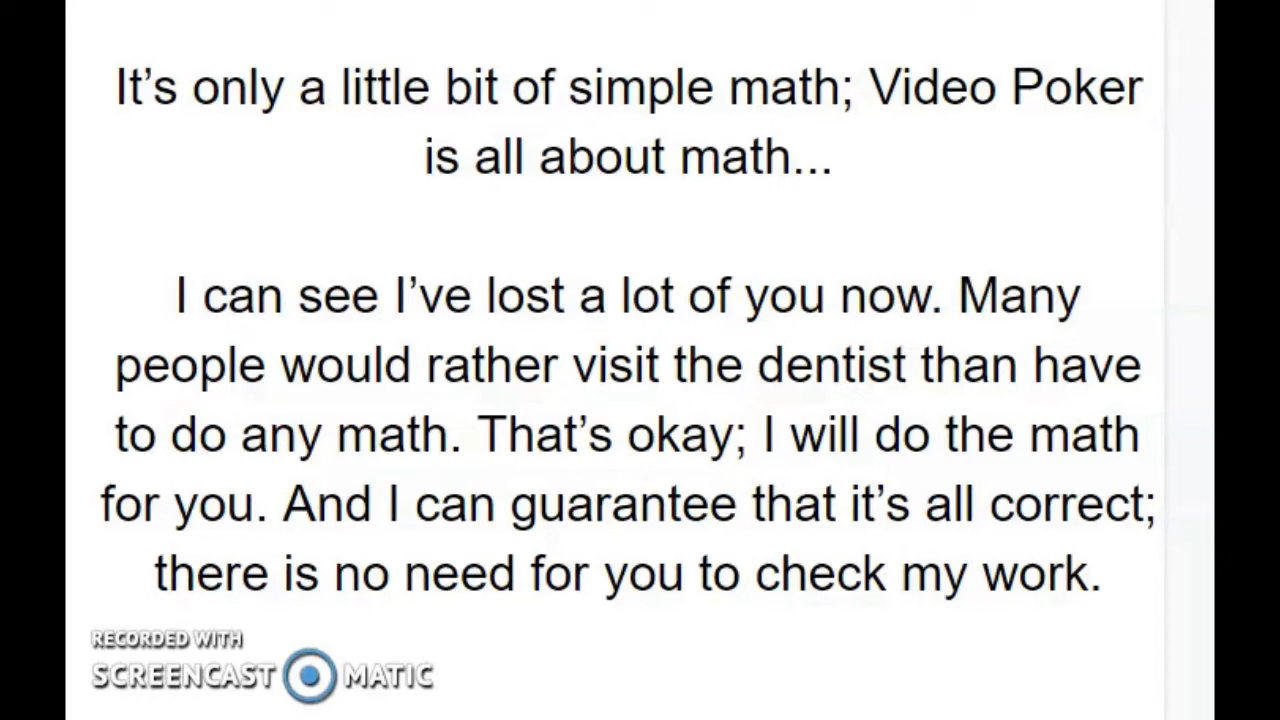 It’s only a little bit of simple math; Video Poker
is all about math...
I can see I’ve lost a lot of you now. Many
people would rather visit the dentist than have
to do any math. That’s okay; I will do the math
for you. And I can guarantee that it’s all correct;
there is no need for you to check my work.
RECORDED WITH
SCREENCAST MATIC